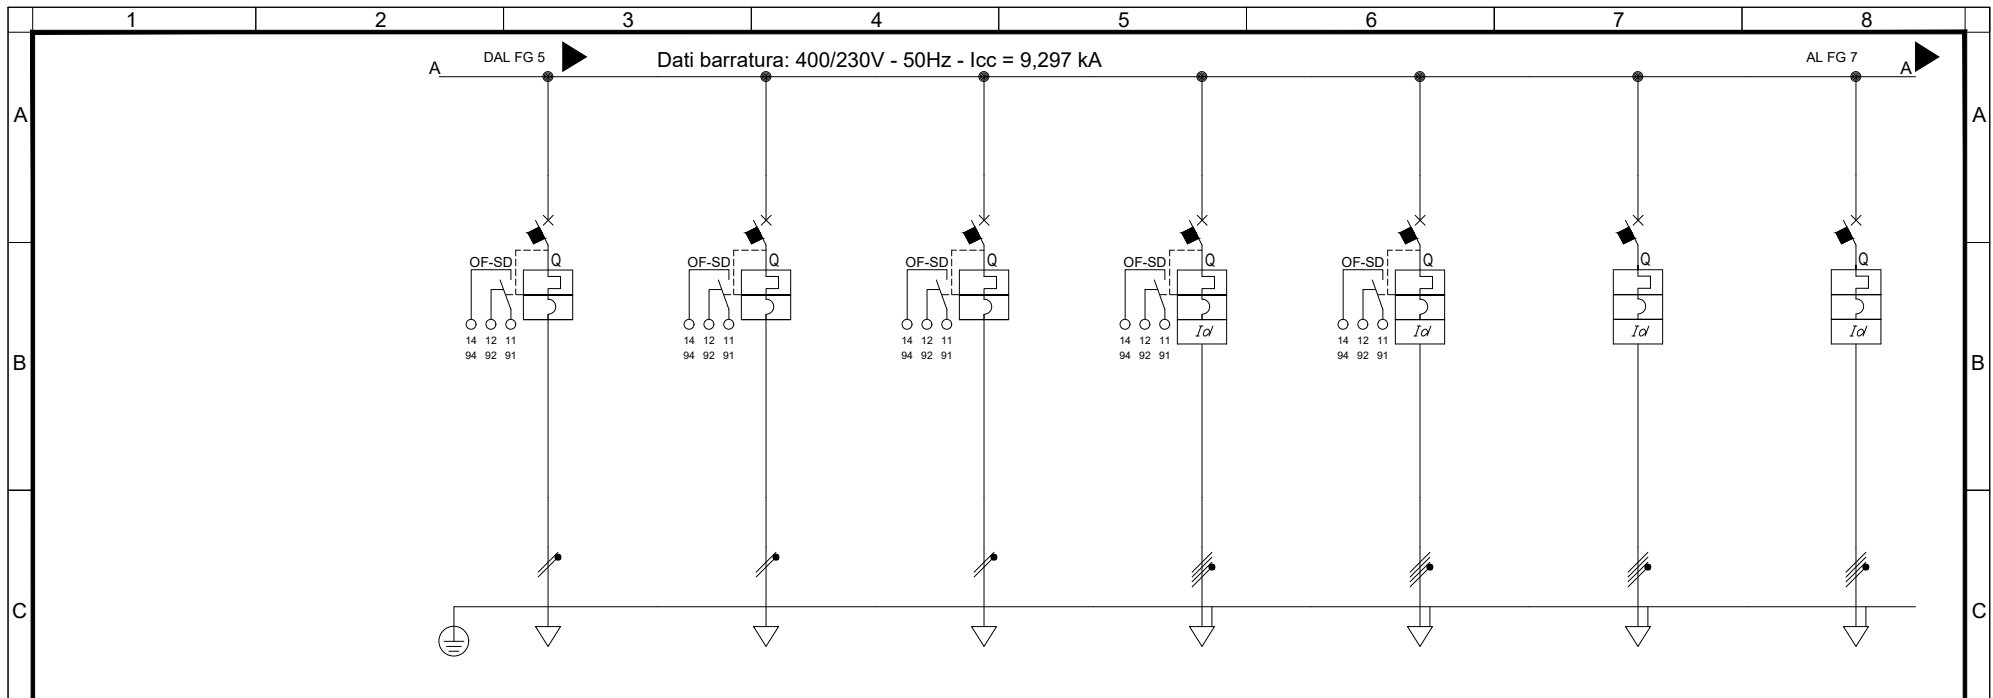 1 2 3 4 5 6 7 8
DAL FG 5 Dati barratura: 400/230V - 50Hz - Icc = 9,297 kA AL FG 7
A A
A A
Q Q Q Q Q Q Q
OF-SD OF-SD OF-SD OF-SD OF-SD
Id Id Id Id
14 12 11 14 12 11 14 12 11 14 12 11 14 12 11
94 92 91 94 92 91 94 92 91 94 92 91 94 92 91
B B
C C